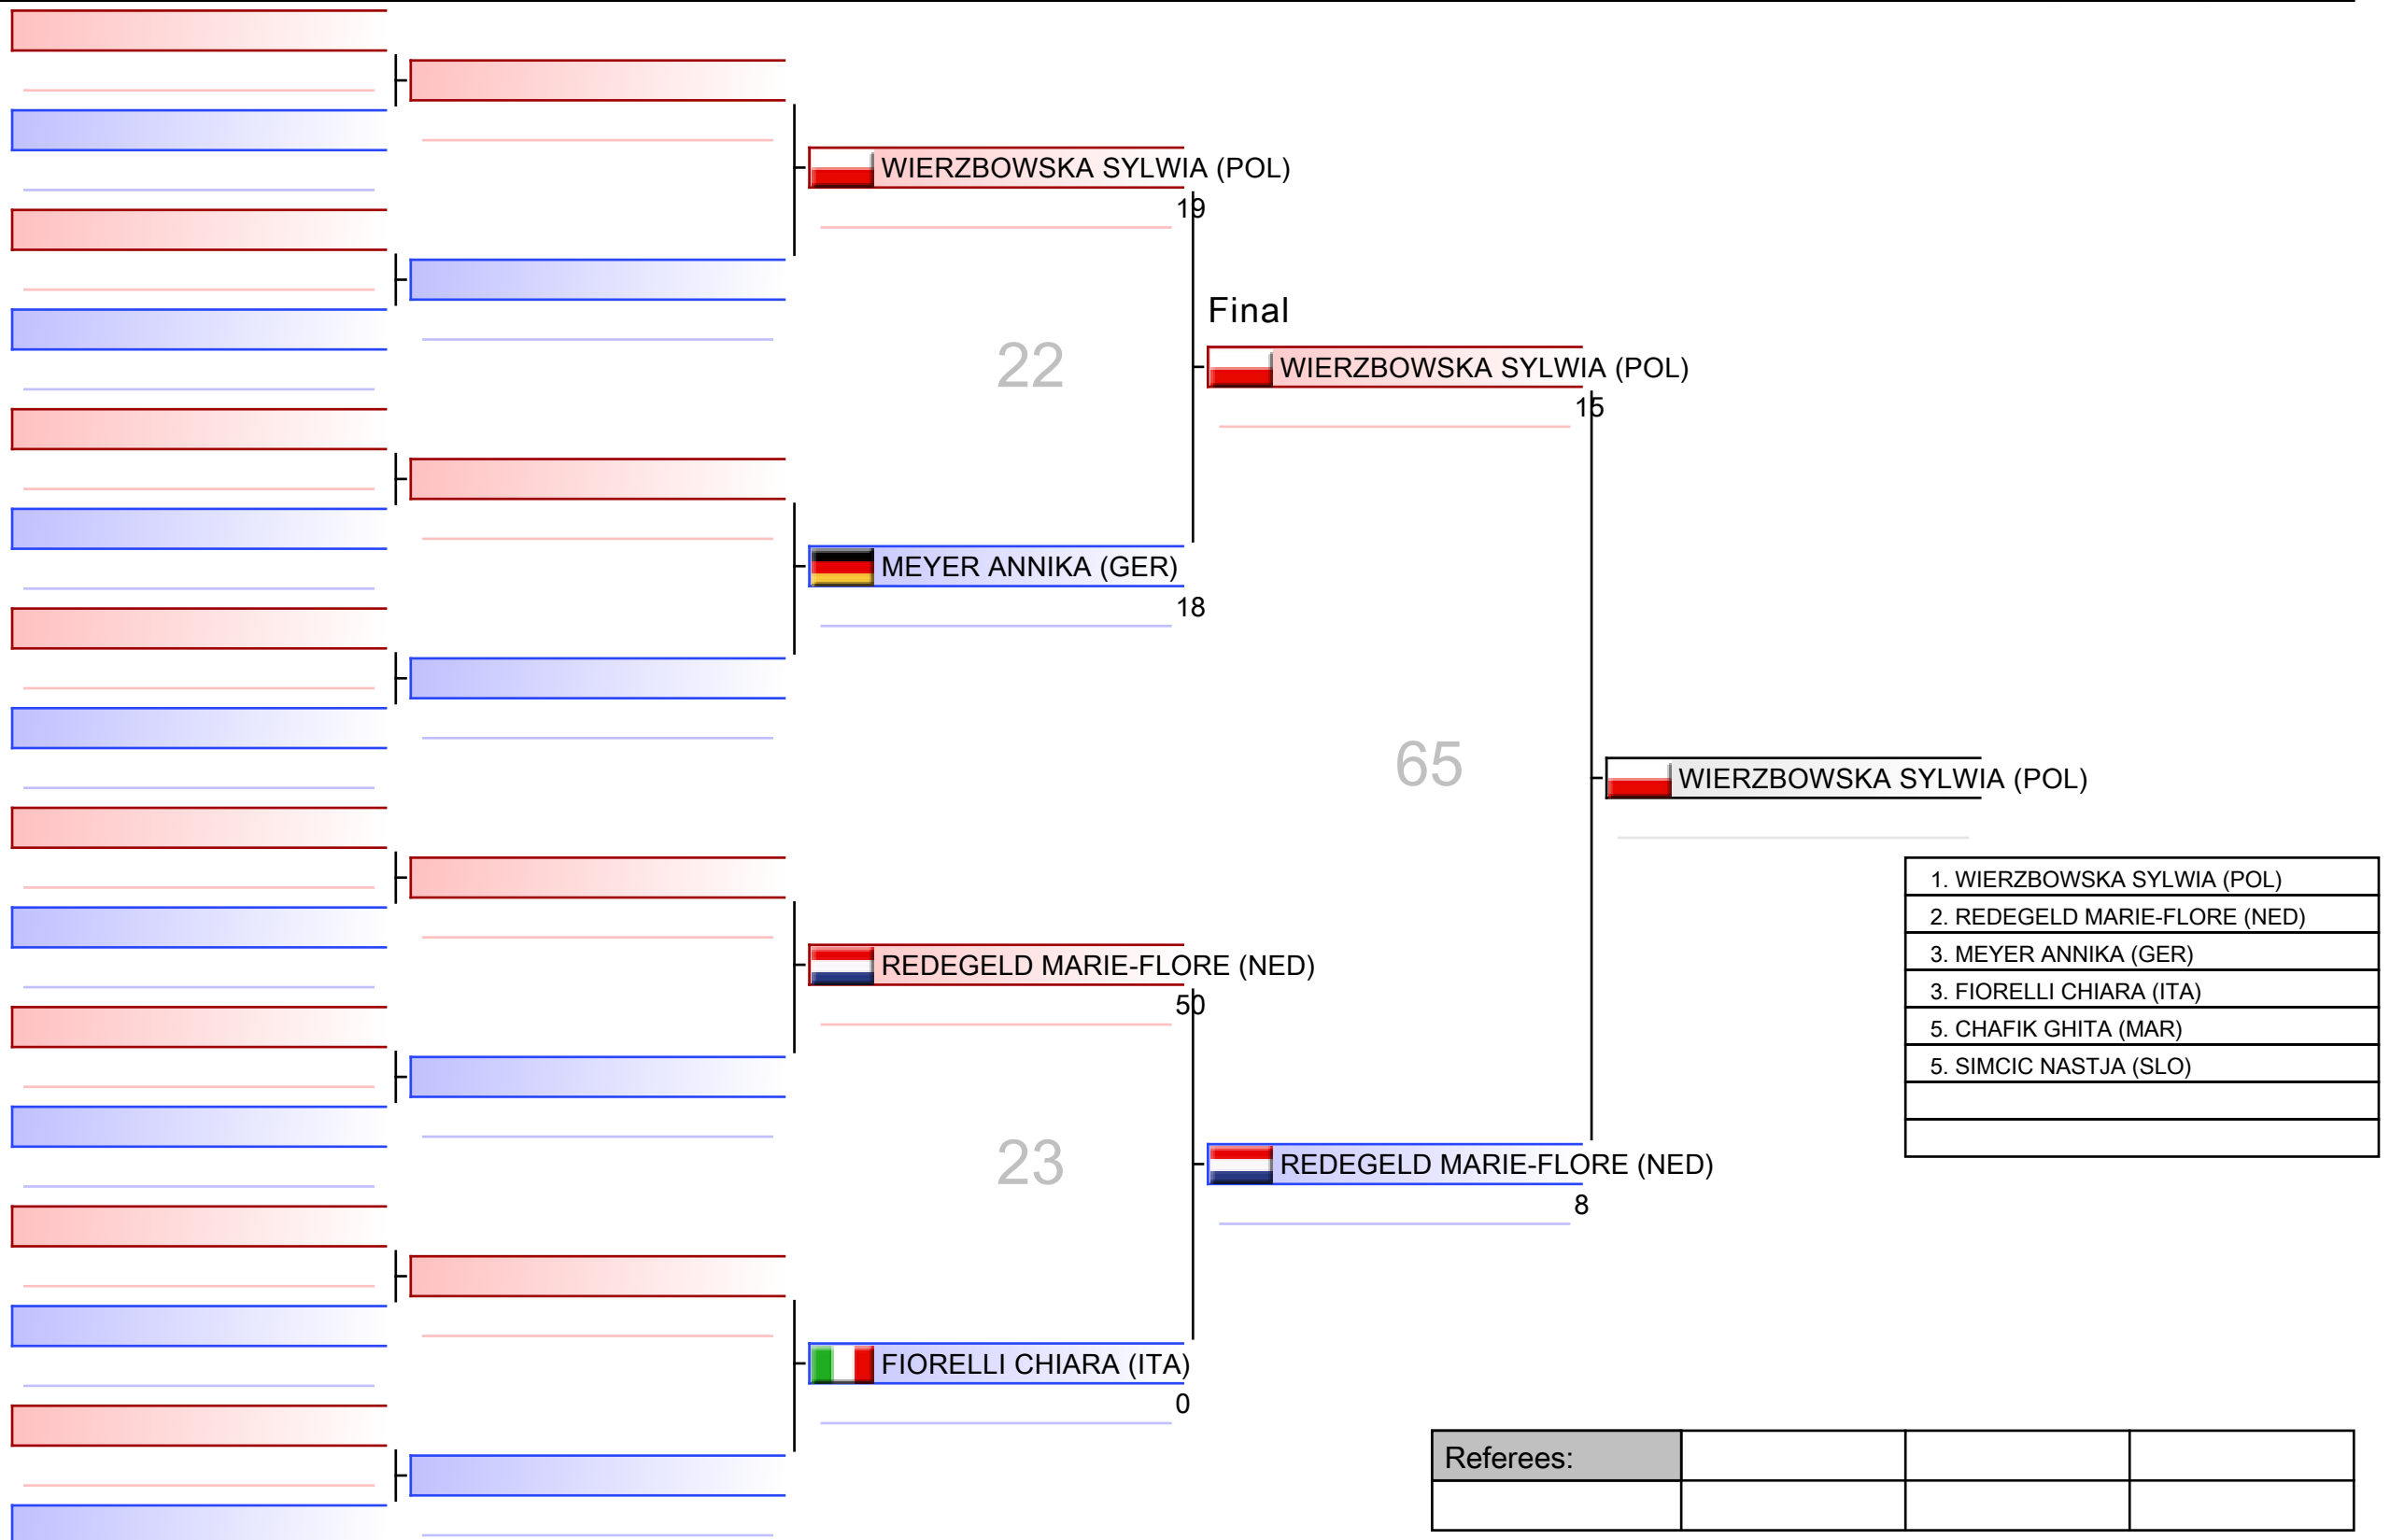 WIERZBOWSKA SYLWIA (POL)
19
Final
22
WIERZBOWSKA SYLWIA (POL)
15
MEYER ANNIKA (GER)
18
65
WIERZBOWSKA SYLWIA (POL)
1. WIERZBOWSKA SYLWIA (POL)
2. REDEGELD MARIE-FLORE (NED)
3. MEYER ANNIKA (GER)
3. FIORELLI CHIARA (ITA)
5. CHAFIK GHITA (MAR)
5. SIMCIC NASTJA (SLO)
REDEGELD MARIE-FLORE (NED)
50
23
REDEGELD MARIE-FLORE (NED)
8
FIORELLI CHIARA (ITA)
0
Referees: